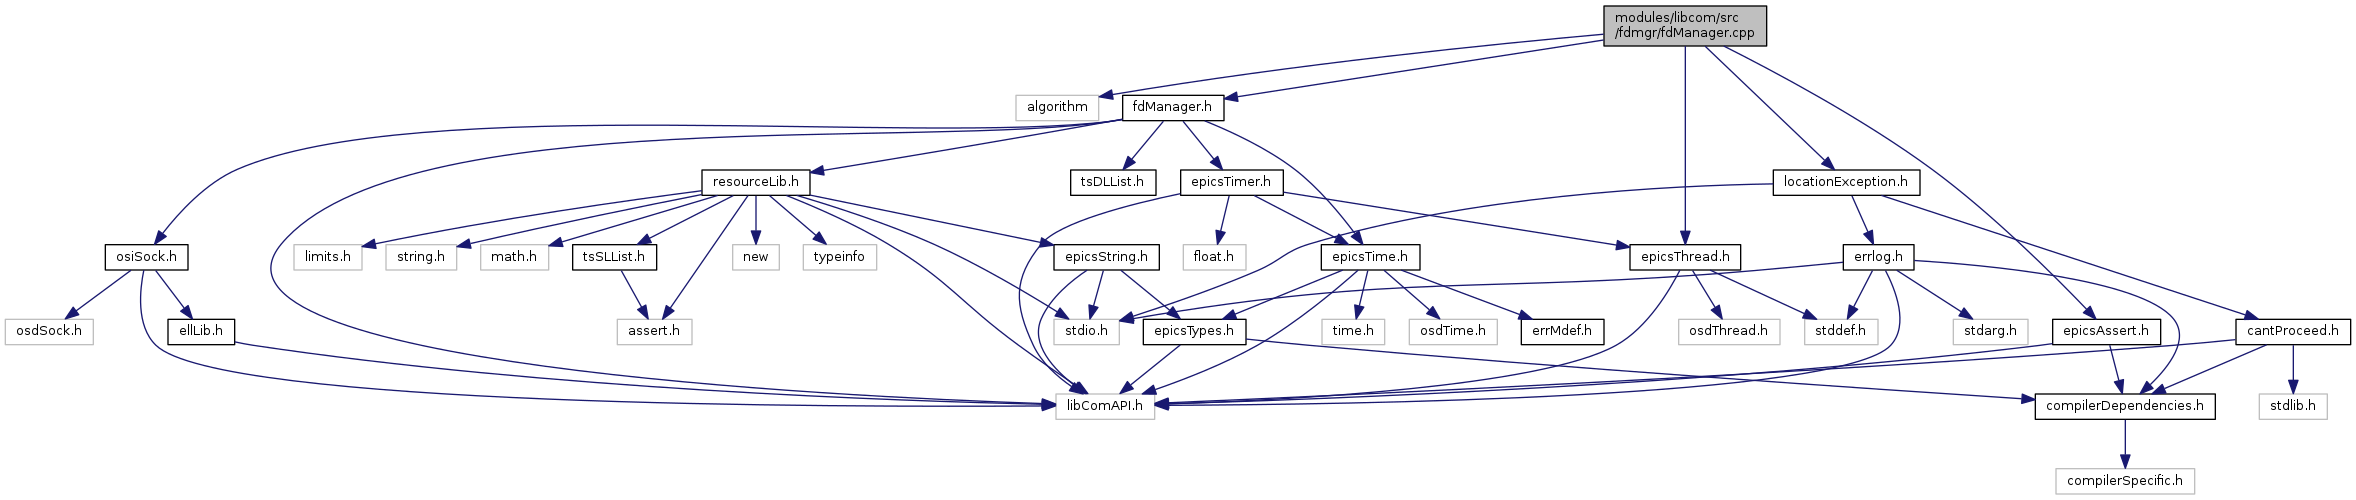 modules/libcom/src
/fdmgr/fdManager.cpp
algorithm
fdManager.h
resourceLib.h
tsDLList.h
epicsTimer.h
locationException.h
osiSock.h
limits.h
string.h
math.h
tsSLList.h
new
typeinfo
epicsString.h
float.h
epicsTime.h
epicsThread.h
errlog.h
osdSock.h
ellLib.h
assert.h
stdio.h
epicsTypes.h
time.h
osdTime.h
errMdef.h
osdThread.h
stddef.h
stdarg.h
epicsAssert.h
cantProceed.h
libComAPI.h
compilerDependencies.h
stdlib.h
compilerSpecific.h